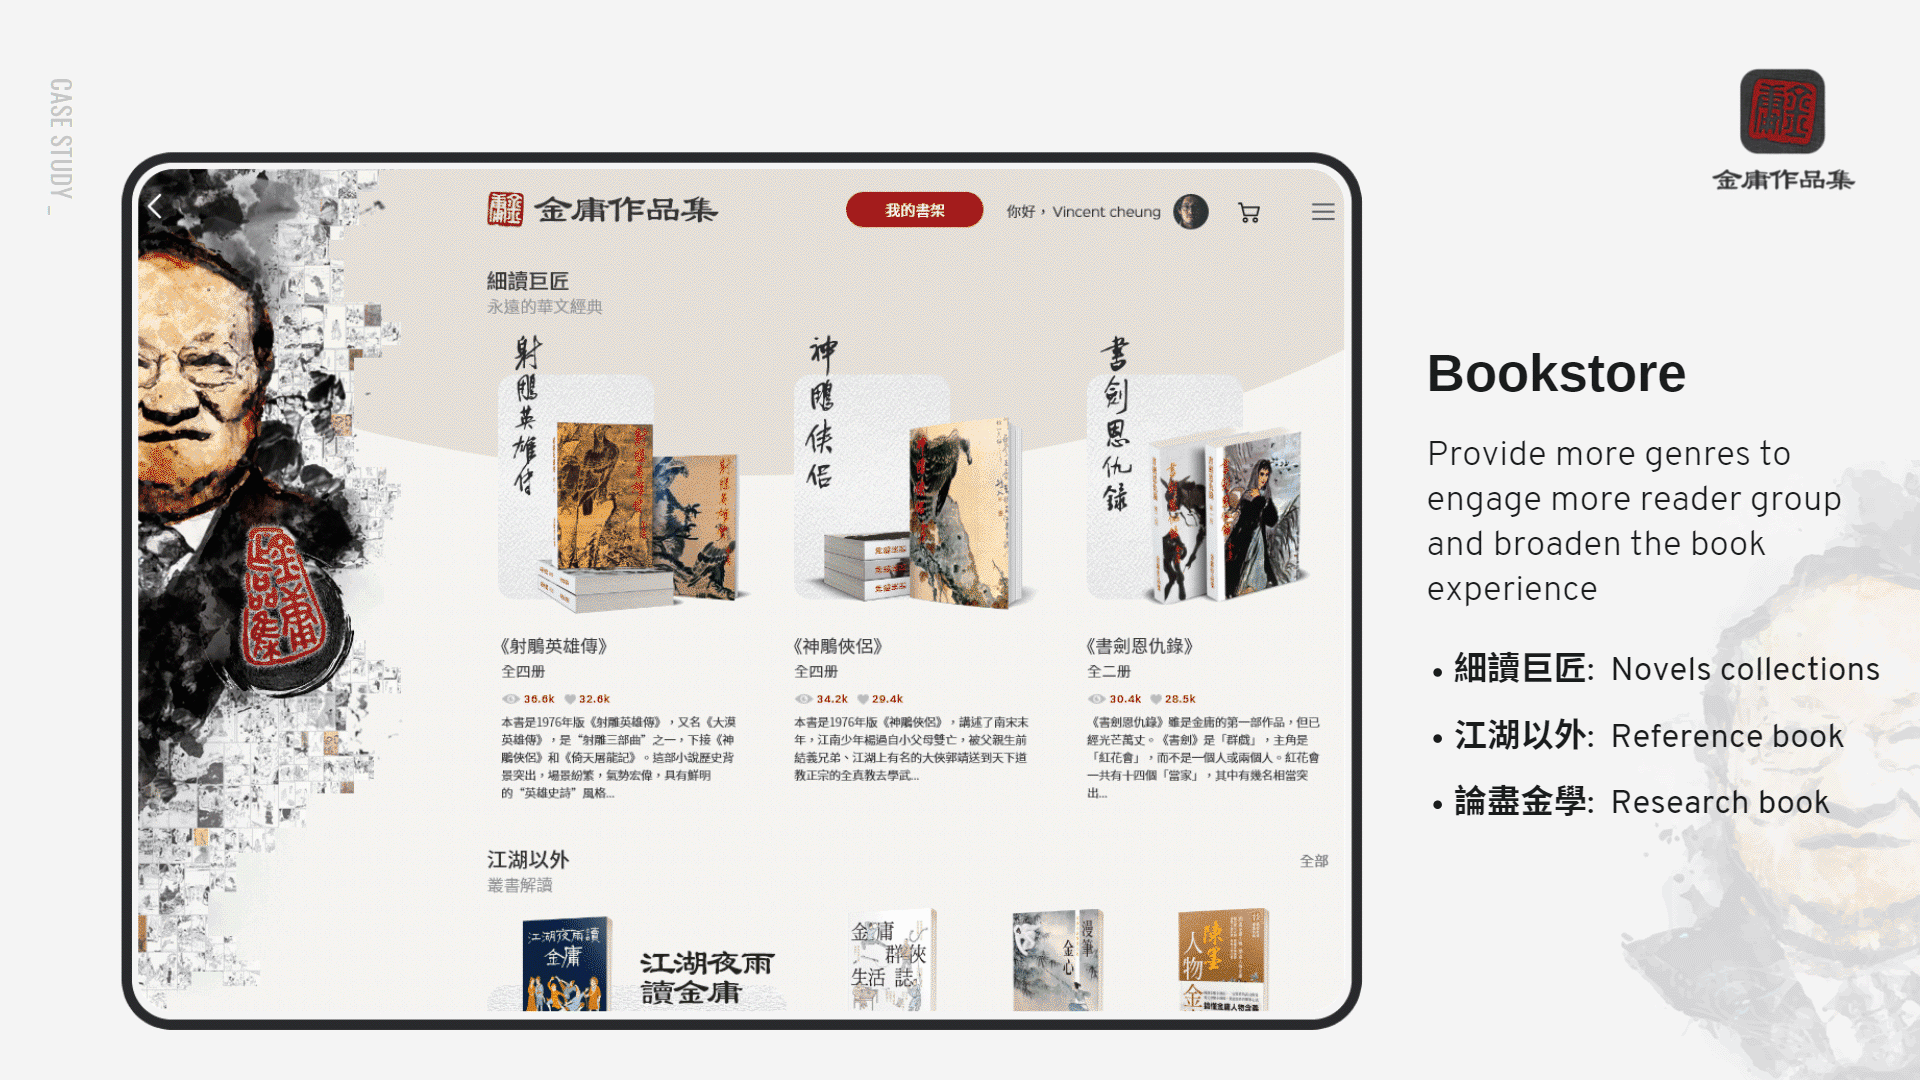 CASE STUDY _
金庸作品集
金庸作品集
我的書架
你好，Vincent cheung
細讀巨匠
永遠的華文經典
射鵰英雄傳
神鵰俠侶
書劍恩仇錄
《射鵰英雄傳》
全四册
36.6k 32.6k
本書是1976年版《射雕英雄傳》，又名《大漠
英雄傳》，是“射雕三部曲”之一，下接《神
鵰俠侶》和《倚天屠龍記》。這部小說歷史背
景突出，場景紛繁，氣勢宏偉，具有鮮明
的“英雄史詩”風格...
《神鵰俠侶》
全四册
34.2k 29.4k
本書是1976年版《神鵰俠侶》，講述了南宋末
年，江南少年楊過自小父母雙亡，被父親生前
結義兄弟、江湖上有名的大俠郭靖送到天下道
教正宗的全真教去學武...
《書劍恩仇錄》
全二册
30.4k 28.5k
《書劍恩仇錄》雖是金庸的第一部作品，但已
經光芒萬丈。《書劍》是「群戲」，主角是
「紅花會」，而不是一個人或兩個人。紅花會
一共有十四個「當家」，其中有幾名相當突
出...
江湖以外
叢書解讀
全部
江湖夜雨讀
金庸
江湖夜雨
讀金庸
金庸
群俠
生活誌
漫筆
金心
陳墨
人物金
Bookstore
Provide more genres to
engage more reader group
and broaden the book
experience
• 細讀巨匠: Novels collections
• 江湖以外: Reference book
• 論盡金學: Research book